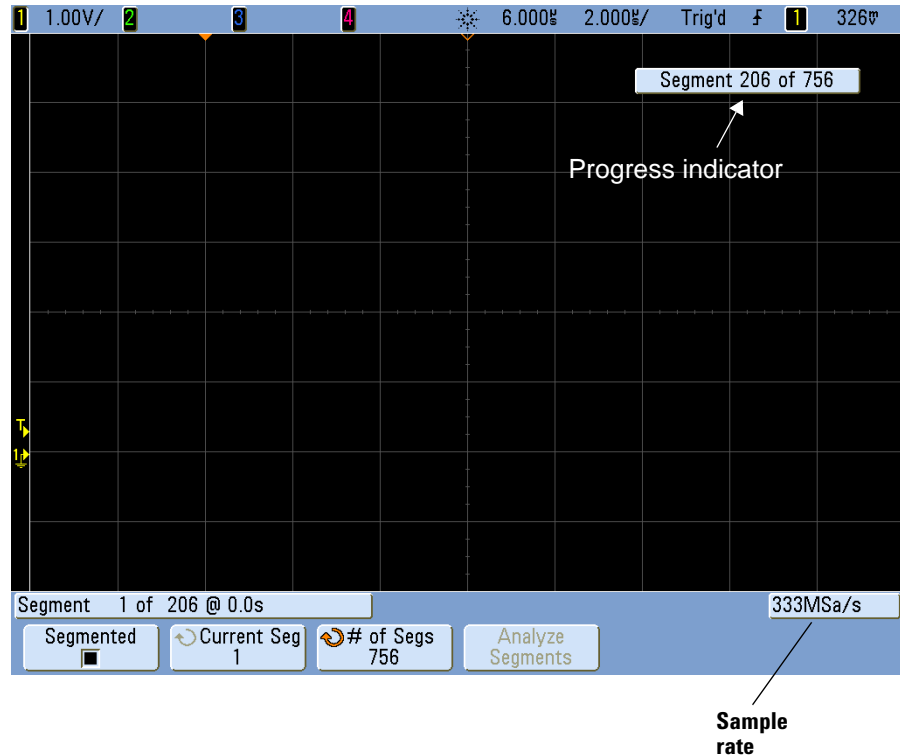 1 1.00V/ 2 3 4 6.000us 2.000us/ Trig'd 1 326mV
Segment 206 of 756
Progress indicator
T
1
Segment 1 of 206 @ 0.0s 333MSa/s
Segmented Current Seg # of Segs Analyze
1 756 Segments
Sample
rate